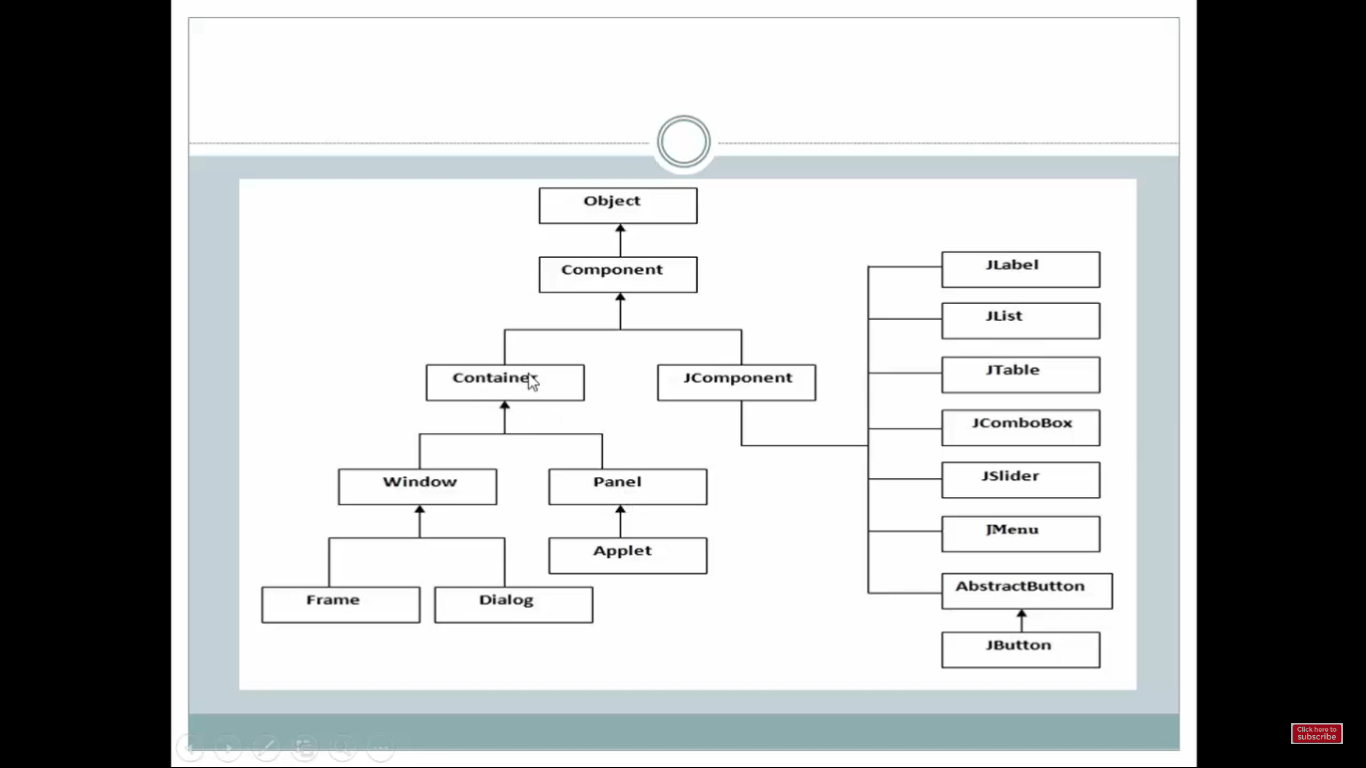 Object
Component
Container
JComponent
Window
Panel
Applet
Frame
Dialog
JLabel
JList
JTable
JComboBox
JSlider
JMenu
AbstractButton
JButton
Click here to
subscribe